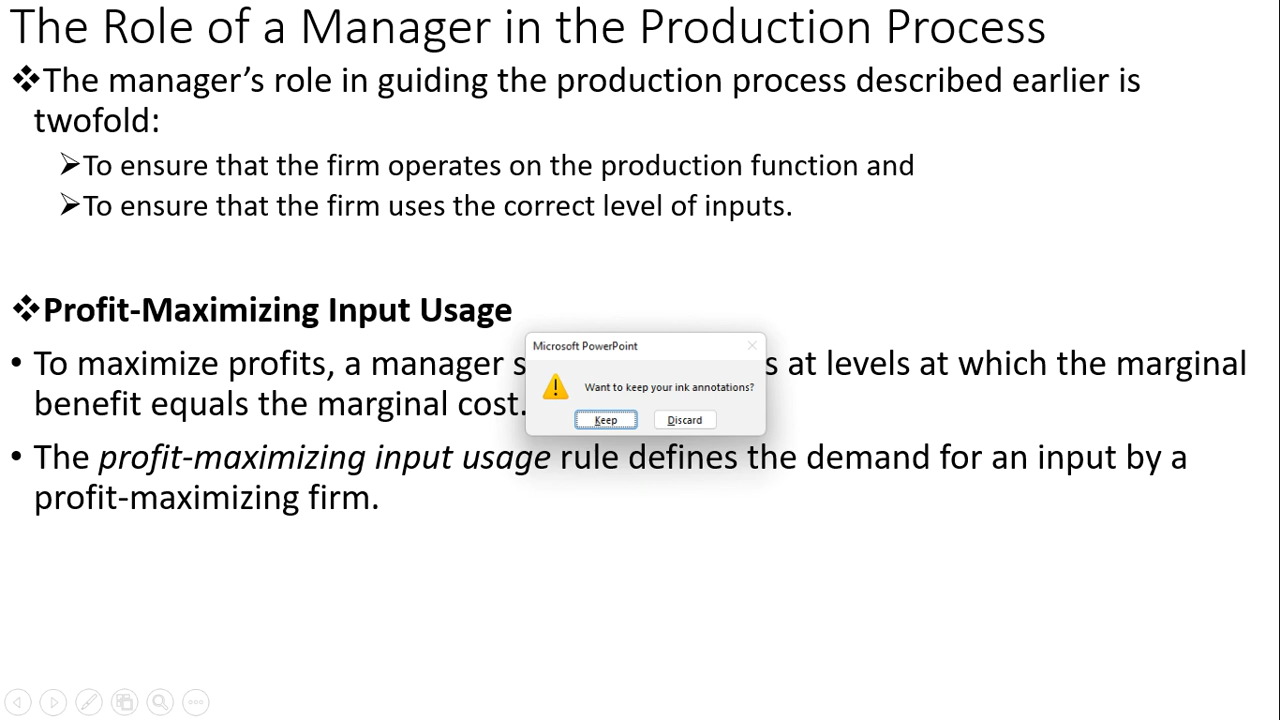 The Role of a Manager in the Production Process
❖The manager’s role in guiding the production process described earlier is
twofold:
➢To ensure that the firm operates on the production function and
➢To ensure that the firm uses the correct level of inputs.
❖Profit-Maximizing Input Usage
• To maximize profits, a manager s s at levels at which the marginal
benefit equals the marginal cost.
Microsoft PowerPoint
Want to keep your ink annotations?
Keep Discard
• The profit-maximizing input usage rule defines the demand for an input by a
profit-maximizing firm.